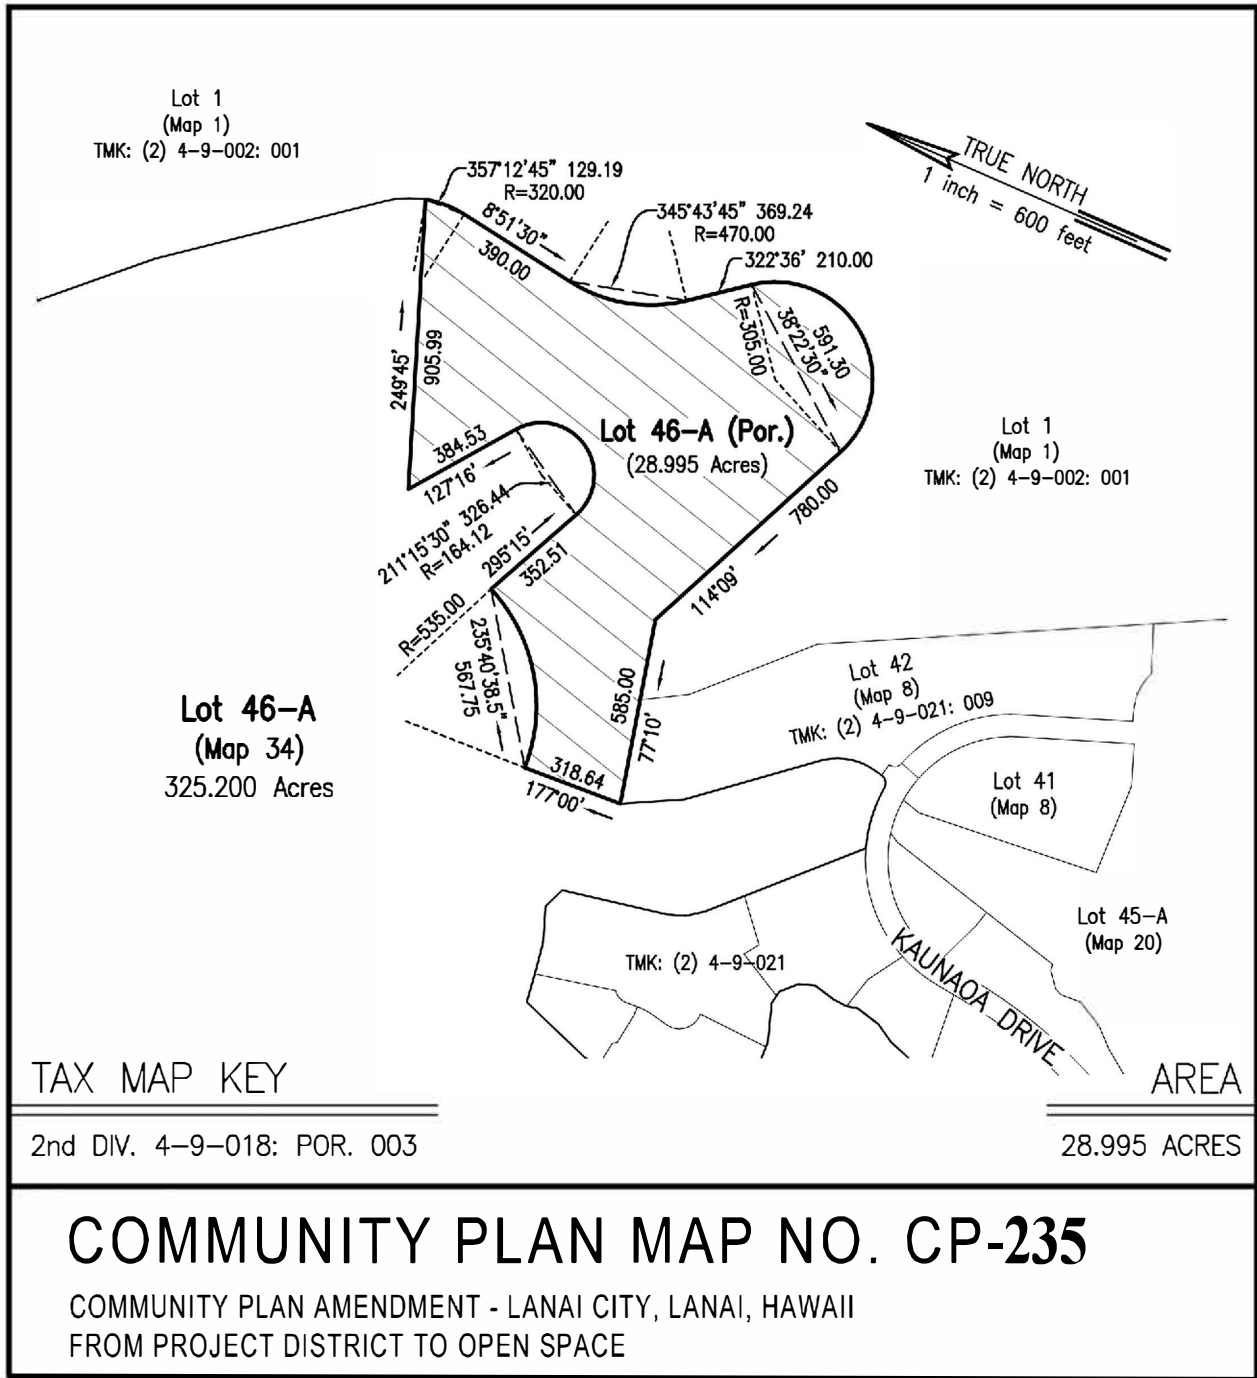 Lot 1
(Map 1)
TMK: (2) 4-9-002: 001
TRUE NORTH
1 inch = 600 feet
357°12'45" 129.19
R=320.00
8°51'30"
390.00
345°43'45" 369.24
R=470.00
322°36' 210.00
R=305.00
38°22'30"
591.30
249°45'
905.99
Lot 46-A (Por.)
(28.995 Acres)
Lot 1
(Map 1)
TMK: (2) 4-9-002: 001
384.53
127°16'
211°15'30" 326.44
R=164.12
295°15'
352.51
780.00
114°09'
R=535.00
235°40'38.5"
567.75
585.00
77°10'
318.64
177°00'
Lot 46-A
(Map 34)
325.200 Acres
Lot 42
(Map 8)
TMK: (2) 4-9-021: 009
Lot 41
(Map 8)
Lot 45-A
(Map 20)
TMK: (2) 4-9-021
KAUNAOA DRIVE
TAX MAP KEY
2nd DIV. 4-9-018: POR. 003
AREA
28.995 ACRES
COMMUNITY PLAN MAP NO. CP-235
COMMUNITY PLAN AMENDMENT - LANAI CITY, LANAI, HAWAII
FROM PROJECT DISTRICT TO OPEN SPACE